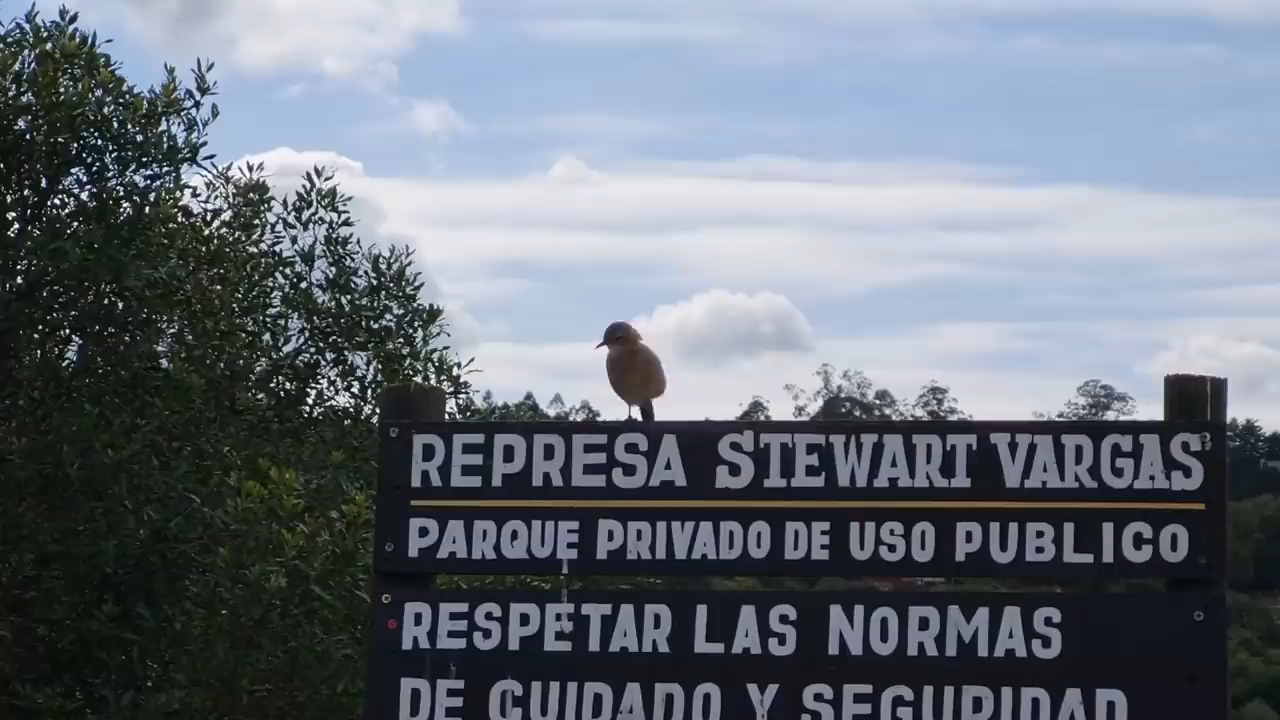 REPRESA STEWART VARGAS
PARQUE PRIVADO DE USO PUBLICO
RESPETAR LAS NORMAS
DE CUIDADO Y SEGURIDAD